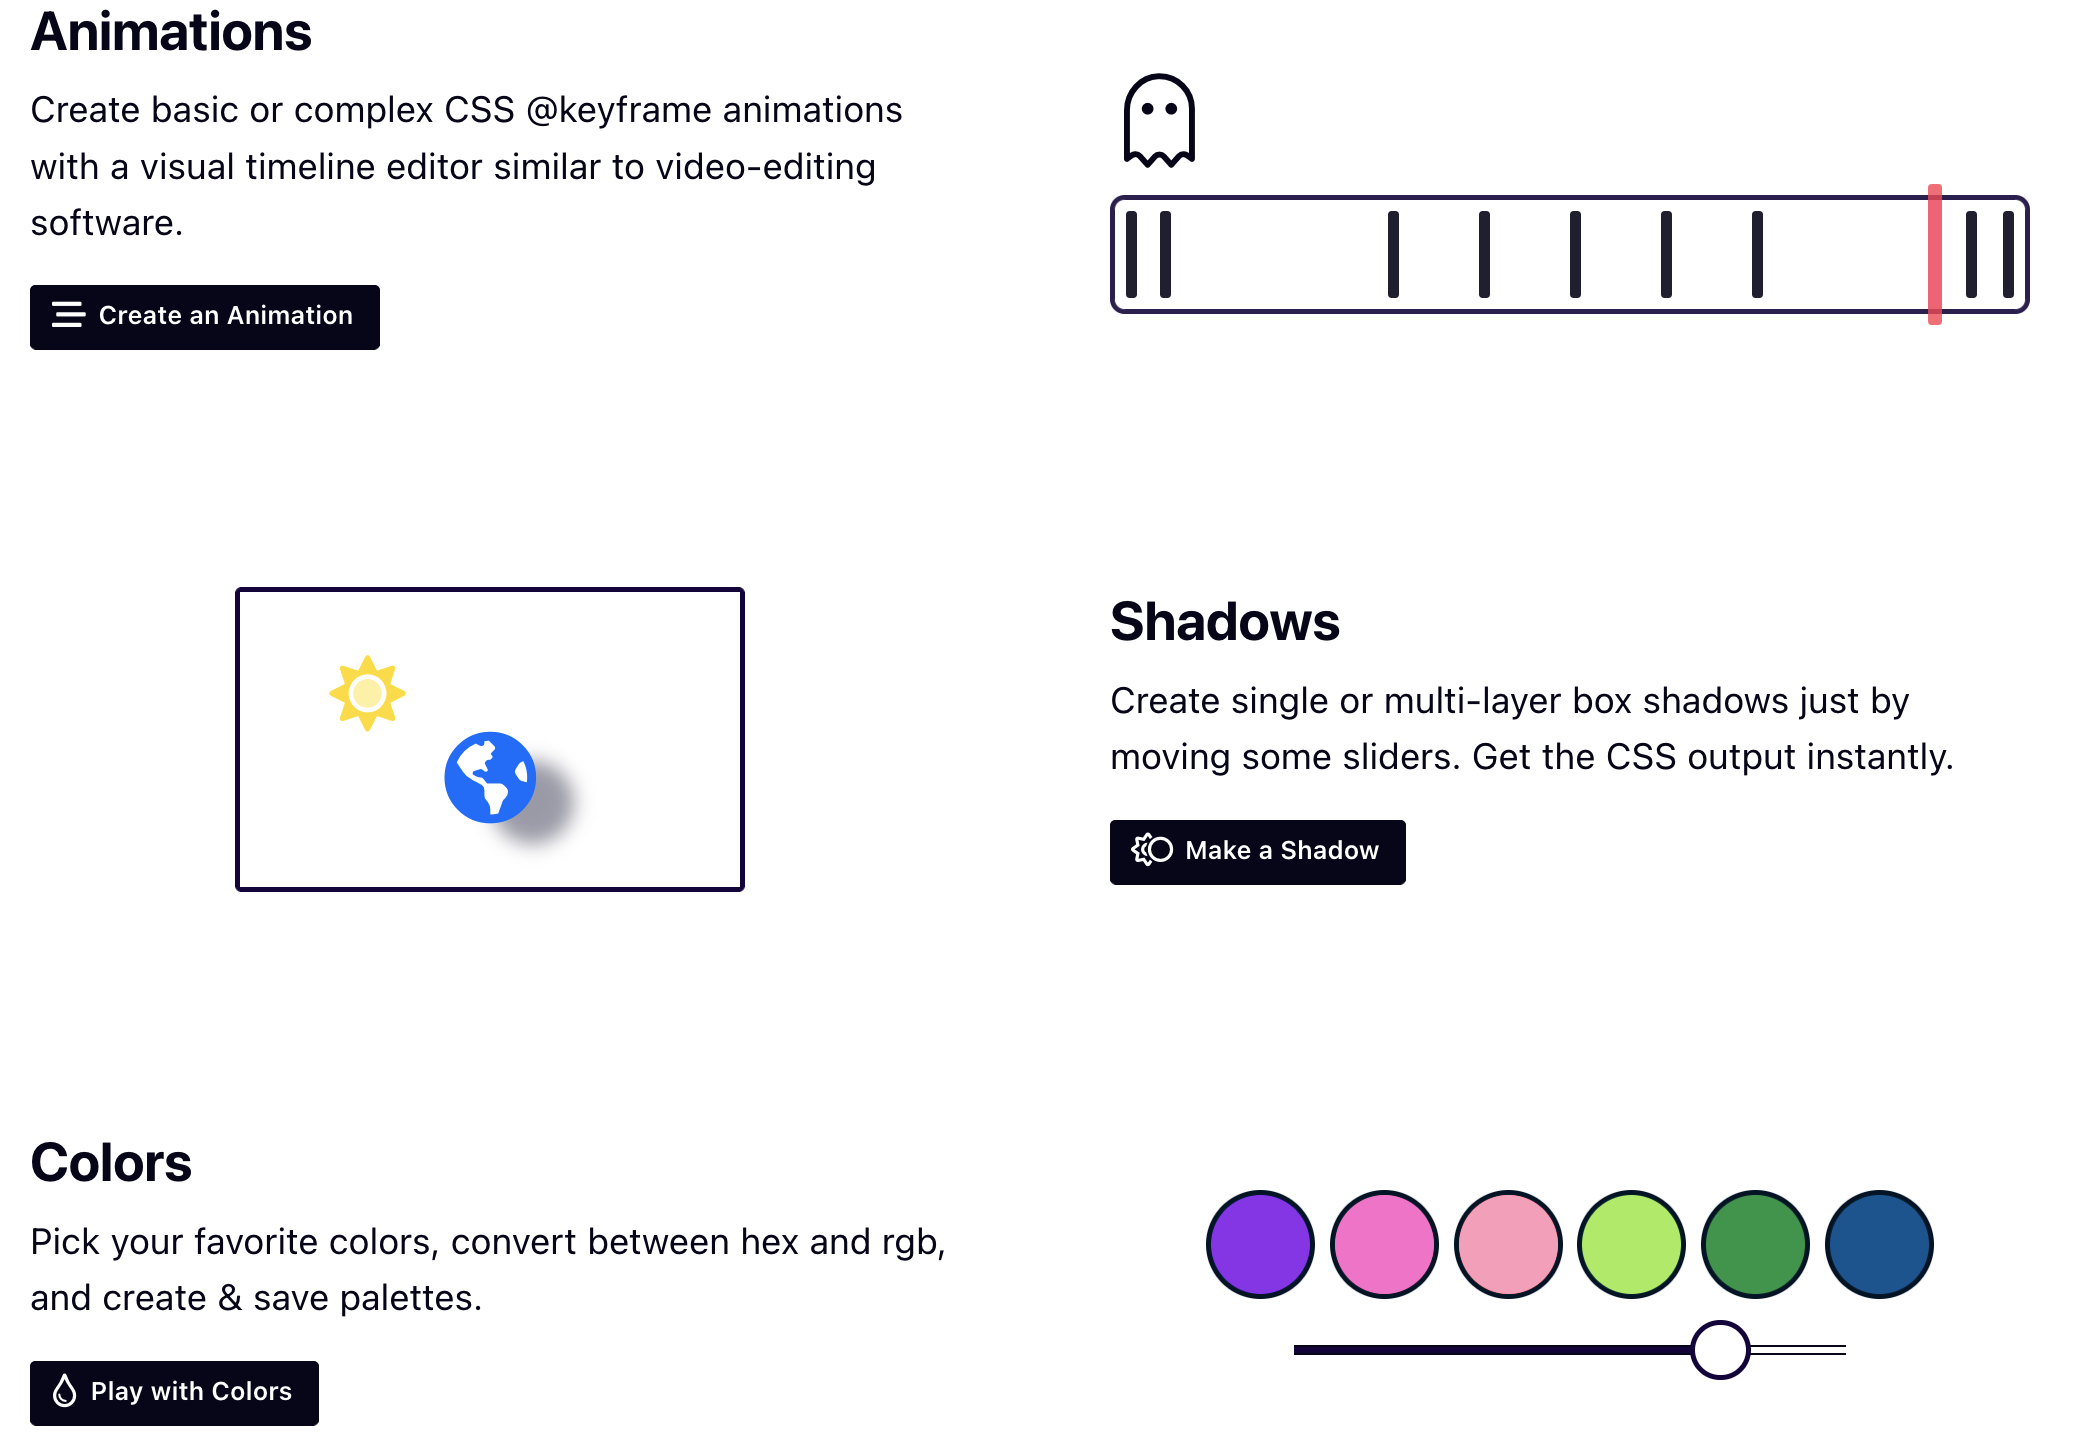 Animations
Create basic or complex CSS @keyframe animations
with a visual timeline editor similar to video-editing
software.
Create an Animation
Shadows
Create single or multi-layer box shadows just by
moving some sliders. Get the CSS output instantly.
Make a Shadow
Colors
Pick your favorite colors, convert between hex and rgb,
and create & save palettes.
Play with Colors